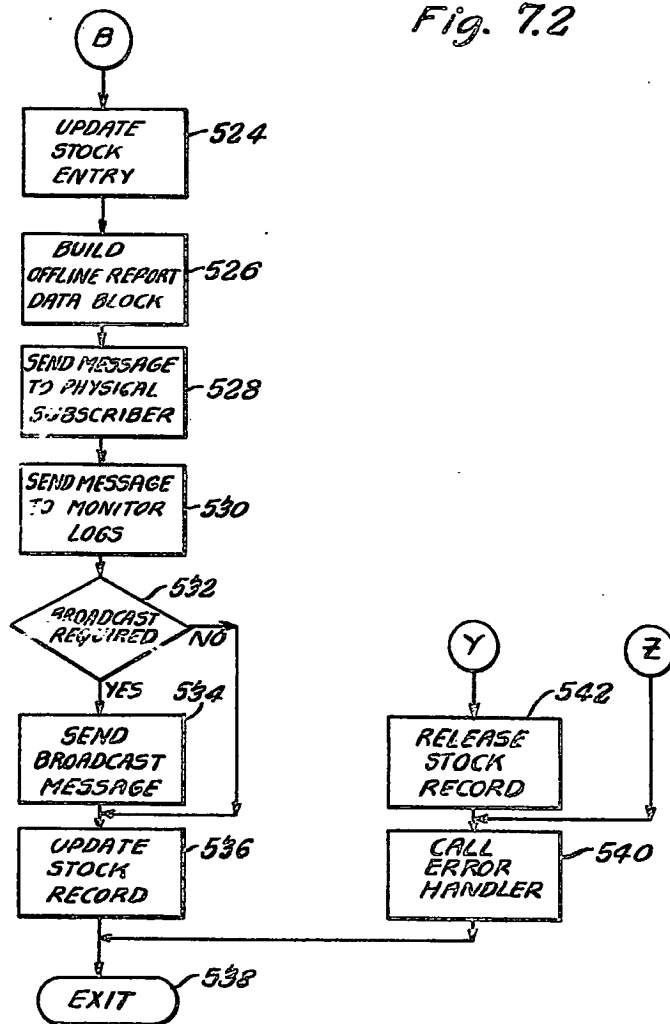 Fig. 7.2
B
UPDATE
STOCK
ENTRY
524
BUILD
OFFLINE REPORT
DATA BLOCK
526
SEND MESSAGE
TO PHYSICAL
SUBSCRIBER
528
SEND MESSAGE
TO MONITOR
LOGS
530
532
BROADCAST
REQUIRED
NO
YES
534
SEND
BROADCAST
MESSAGE
UPDATE
STOCK
RECORD
536
Y
Z
542
RELEASE
STOCK
RECORD
CALL
ERROR
HANDLER
540
EXIT
538